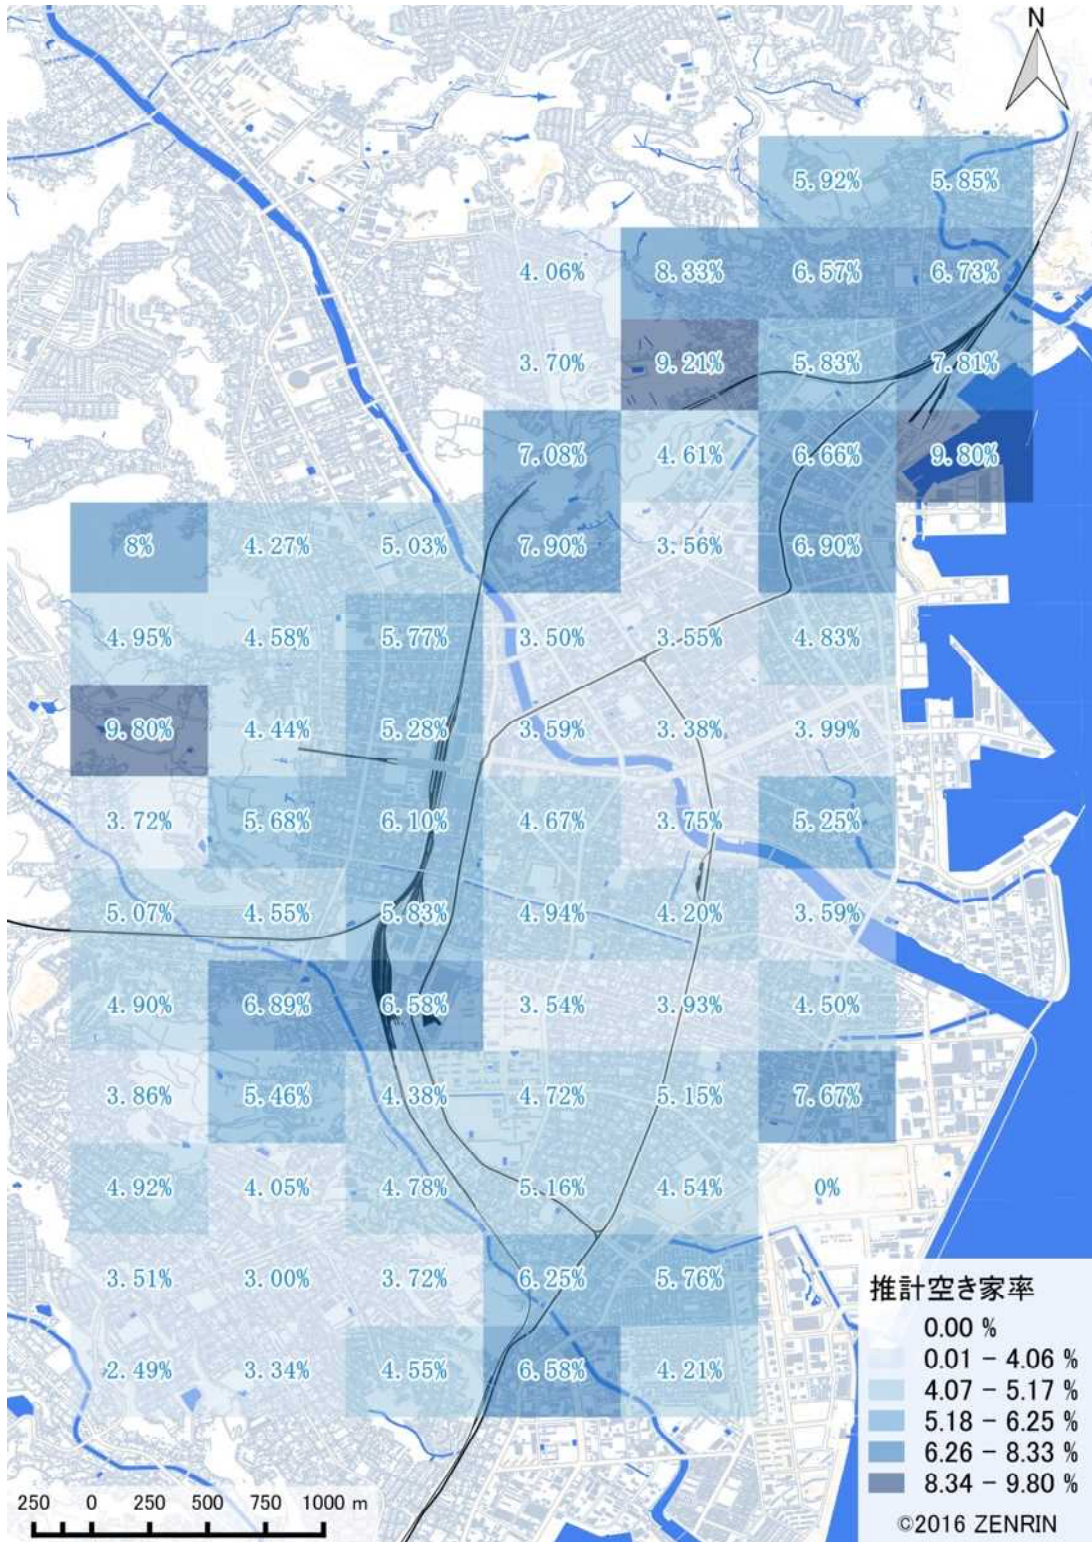 N
5.92% 5.85%
4.06% 8.33% 6.57% 6.73%
3.70% 9.21% 5.83% 7.81%
7.08% 4.61% 6.66% 9.80%
8% 4.27% 5.03% 7.90% 3.56% 6.90%
4.95% 4.58% 5.77% 3.50% 3.55% 4.83%
9.80% 4.44% 5.28% 3.59% 3.38% 3.99%
3.72% 5.68% 6.10% 4.67% 3.75% 5.25%
5.07% 4.55% 5.83% 4.94% 4.20% 3.59%
4.90% 6.89% 6.58% 3.54% 3.93% 4.50%
3.86% 5.46% 4.38% 4.72% 5.15% 7.67%
4.92% 4.05% 4.78% 5.16% 4.54% 0%
3.51% 3.00% 3.72% 6.25% 5.76%
2.49% 3.34% 4.55% 6.58% 4.21%
推計空き家率
0.00 %
0.01 - 4.06 %
4.07 - 5.17 %
5.18 - 6.25 %
6.26 - 8.33 %
8.34 - 9.80 %
©2016 ZENRIN
250 0 250 500 750 1000 m